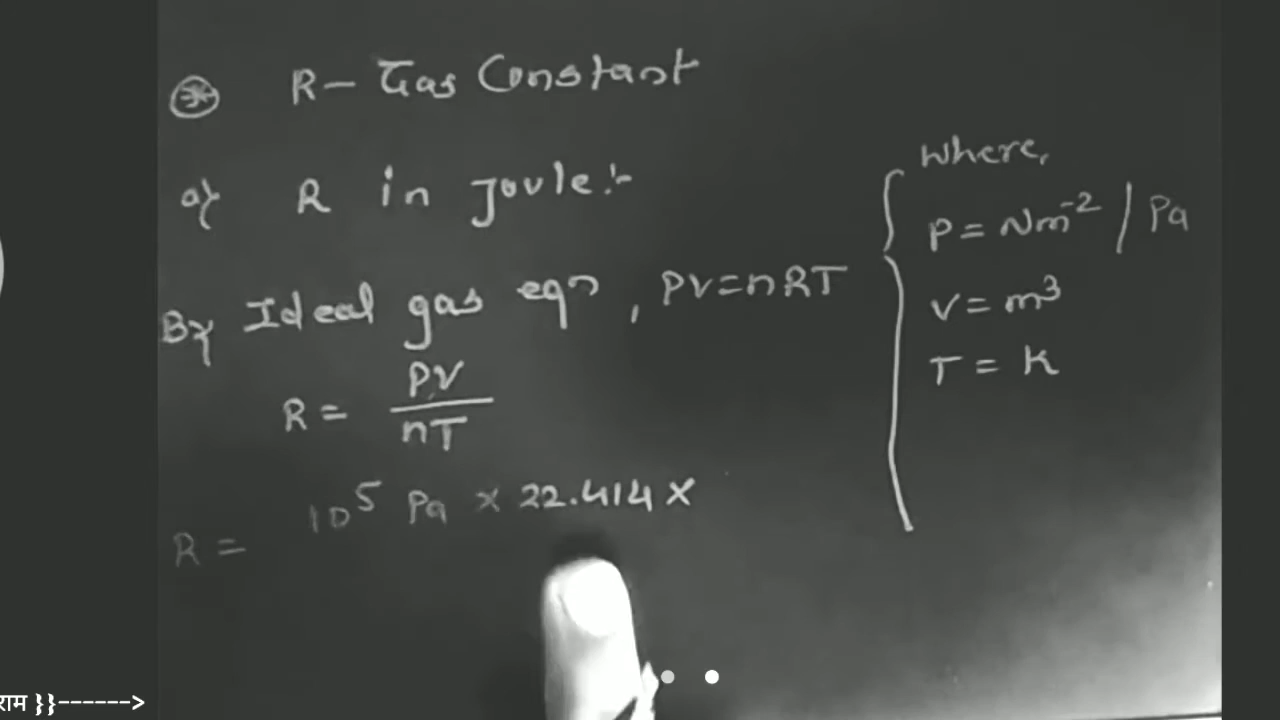 ⊛ R - Gas Constant
a) R in Joule:-
By Ideal gas eqn, PV=nRT
R = PV/nT
R = 10⁵ Pa × 22.414 ×
where,
P = Nm⁻² / Pa
V = m³
T = K
राम }}------>